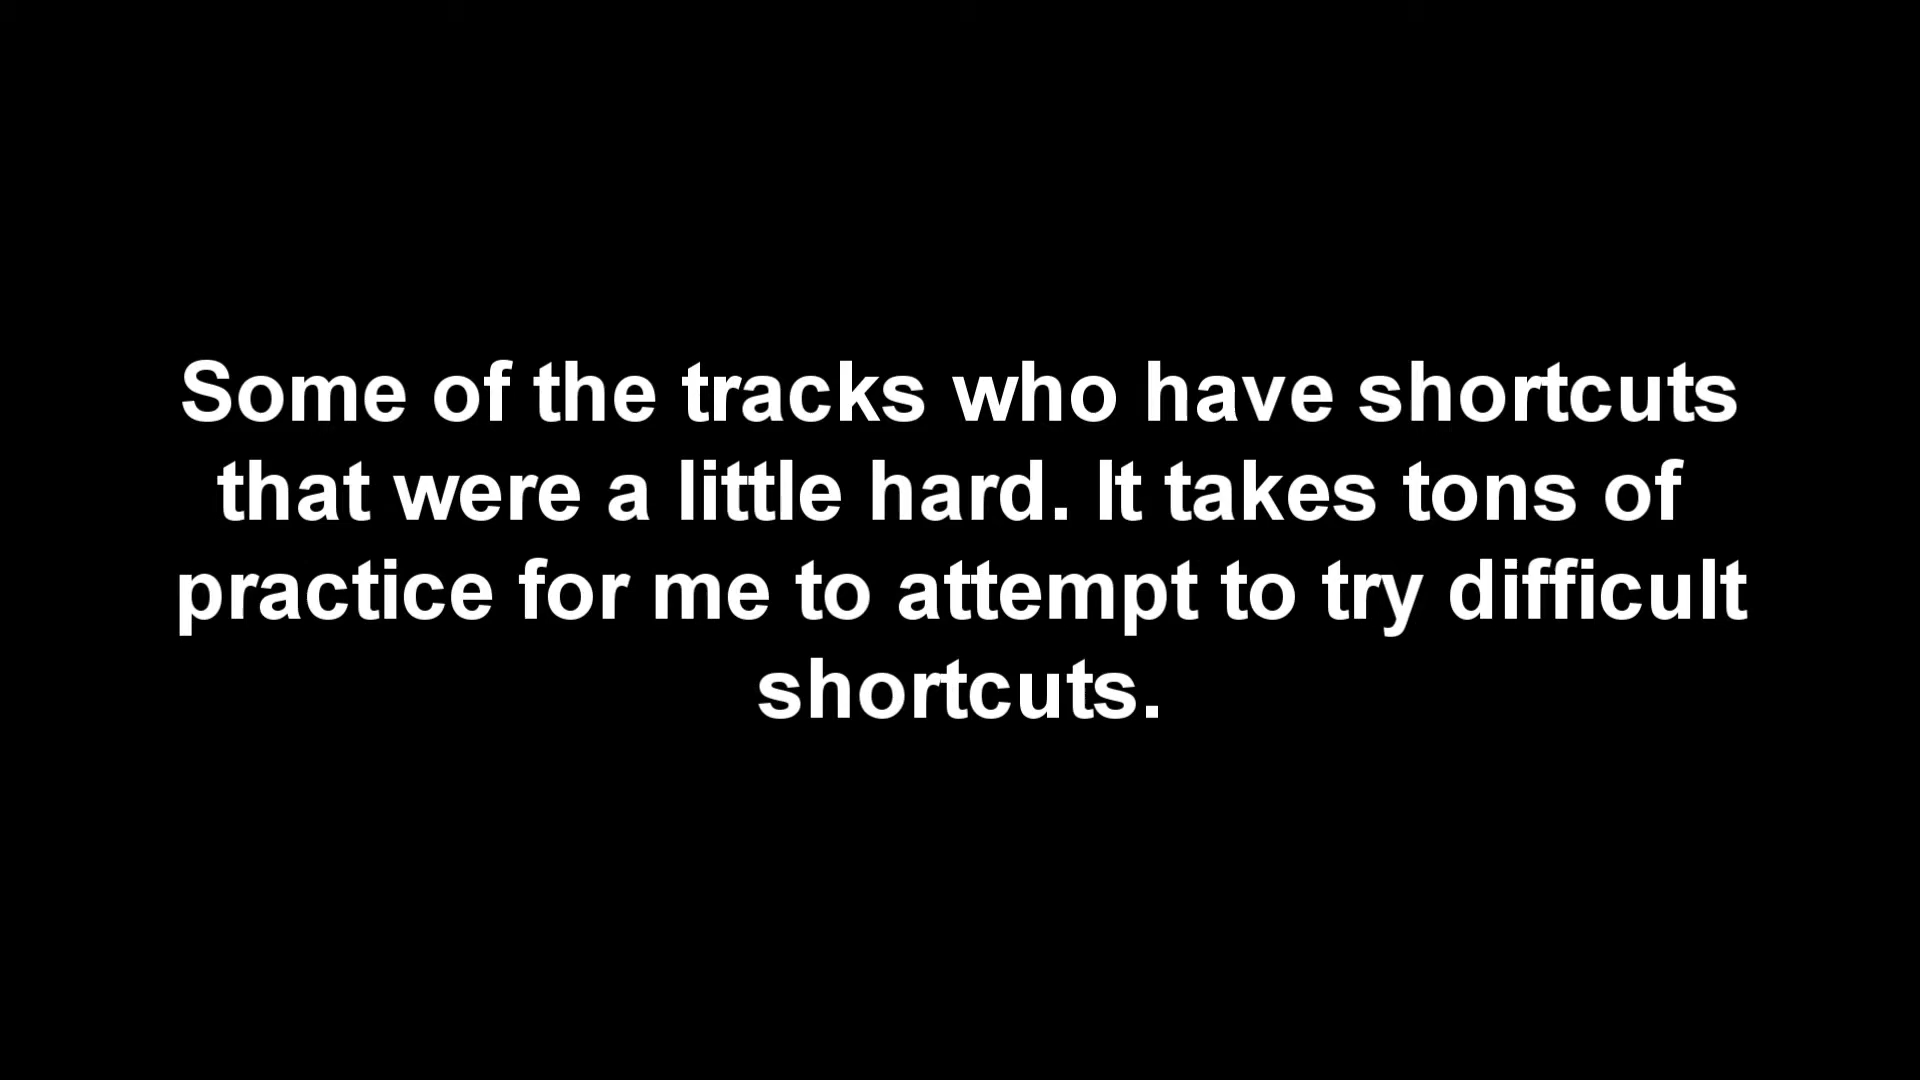 Some of the tracks who have shortcuts
that were a little hard. It takes tons of
practice for me to attempt to try difficult
shortcuts.